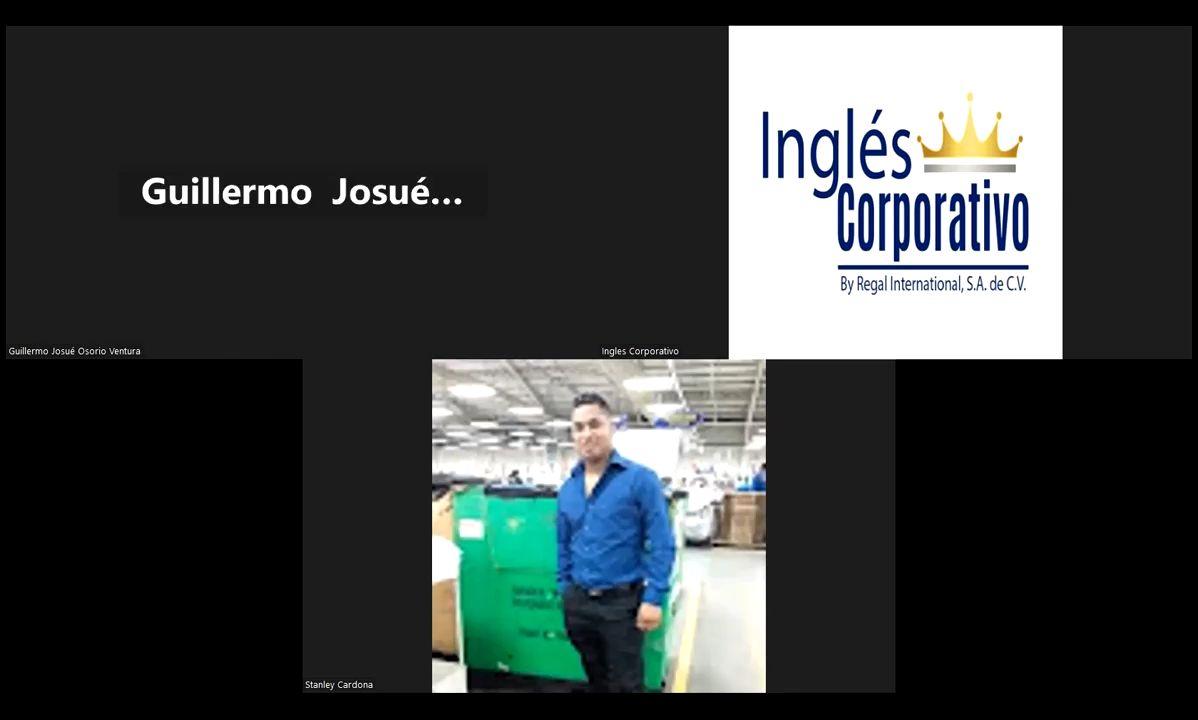 Guillermo Josué...
Inglés
Corporativo
By Regal International, S.A. de C.V.
Guillermo Josué Osorio Ventura
Ingles Corporativo
Stanley Cardona